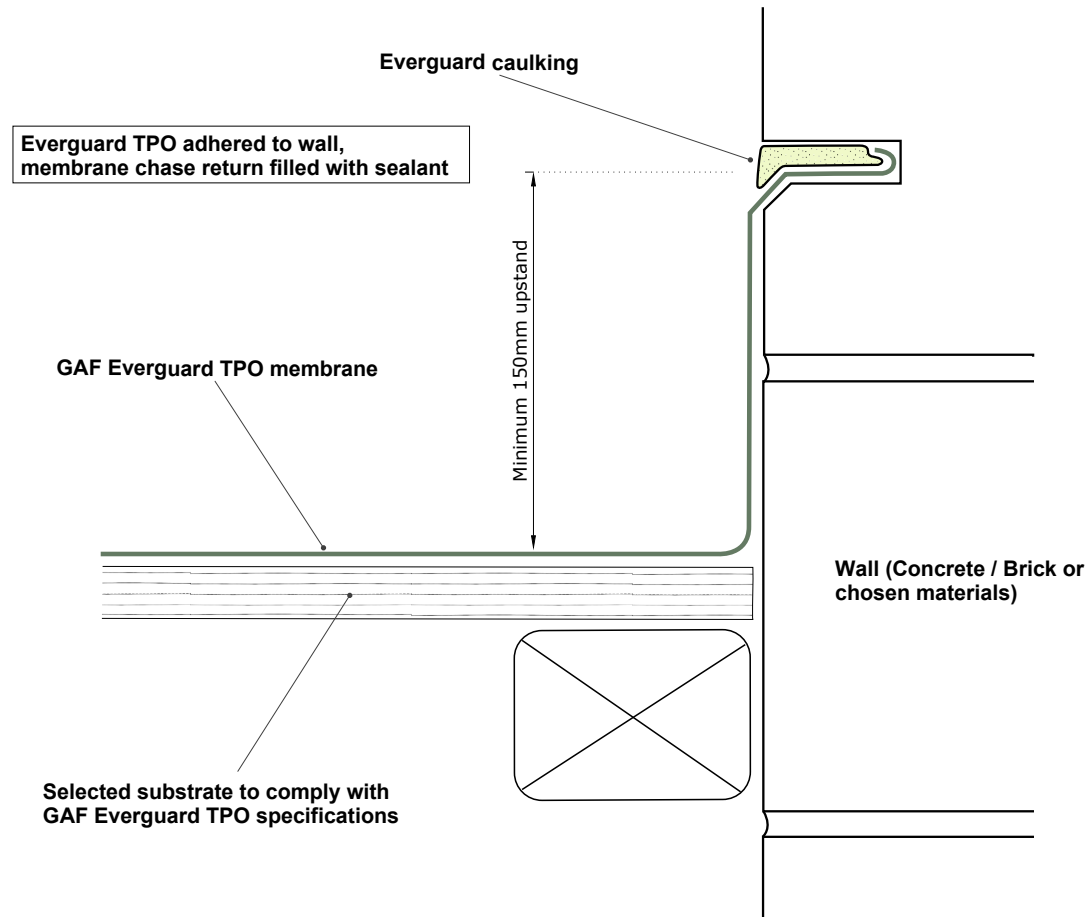 Everguard caulking
Everguard TPO adhered to wall,
membrane chase return filled with sealant
Minimum 150mm upstand
GAF Everguard TPO membrane
Wall (Concrete / Brick or
chosen materials)
Selected substrate to comply with
GAF Everguard TPO specifications